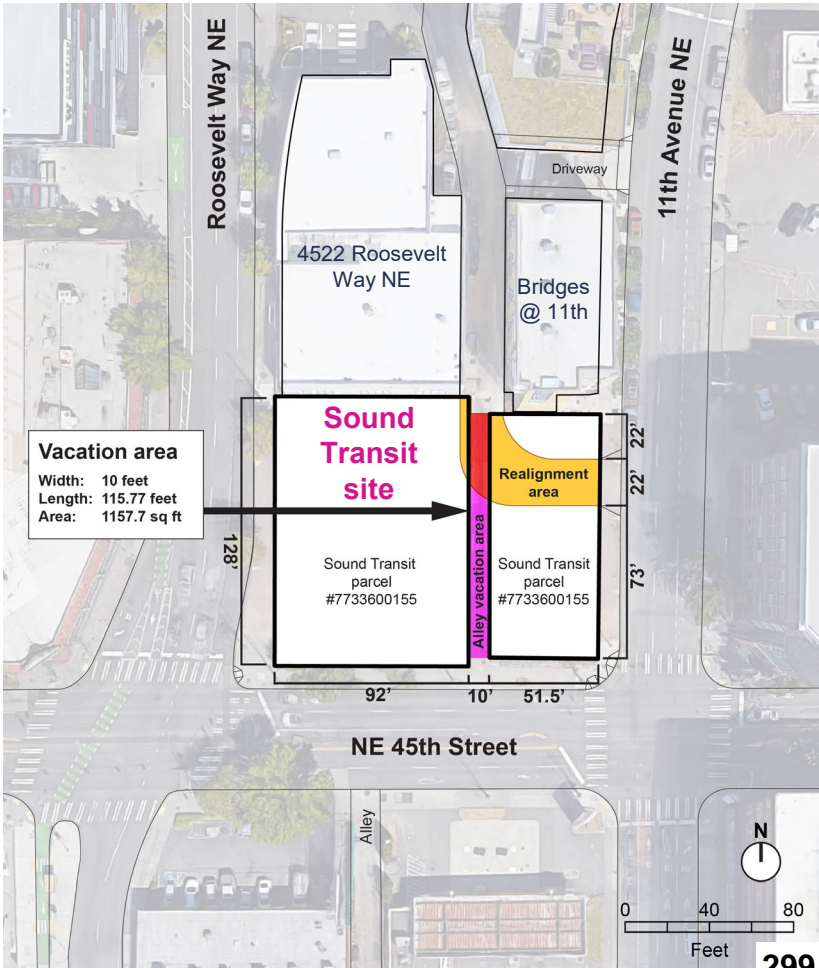 Roosevelt Way NE
11th Avenue NE
Driveway
4522 Roosevelt
Way NE
Bridges
@ 11th
Sound
Transit
site
Vacation area
Width: 10 feet
Length: 115.77 feet
Area: 1157.7 sq ft
Realignment
area
22'
22'
73'
128'
Sound Transit
parcel
#7733600155
Alley vacation area
Sound Transit
parcel
#7733600155
92'
10'
51.5'
NE 45th Street
Alley
N
0 40 80
Feet
299